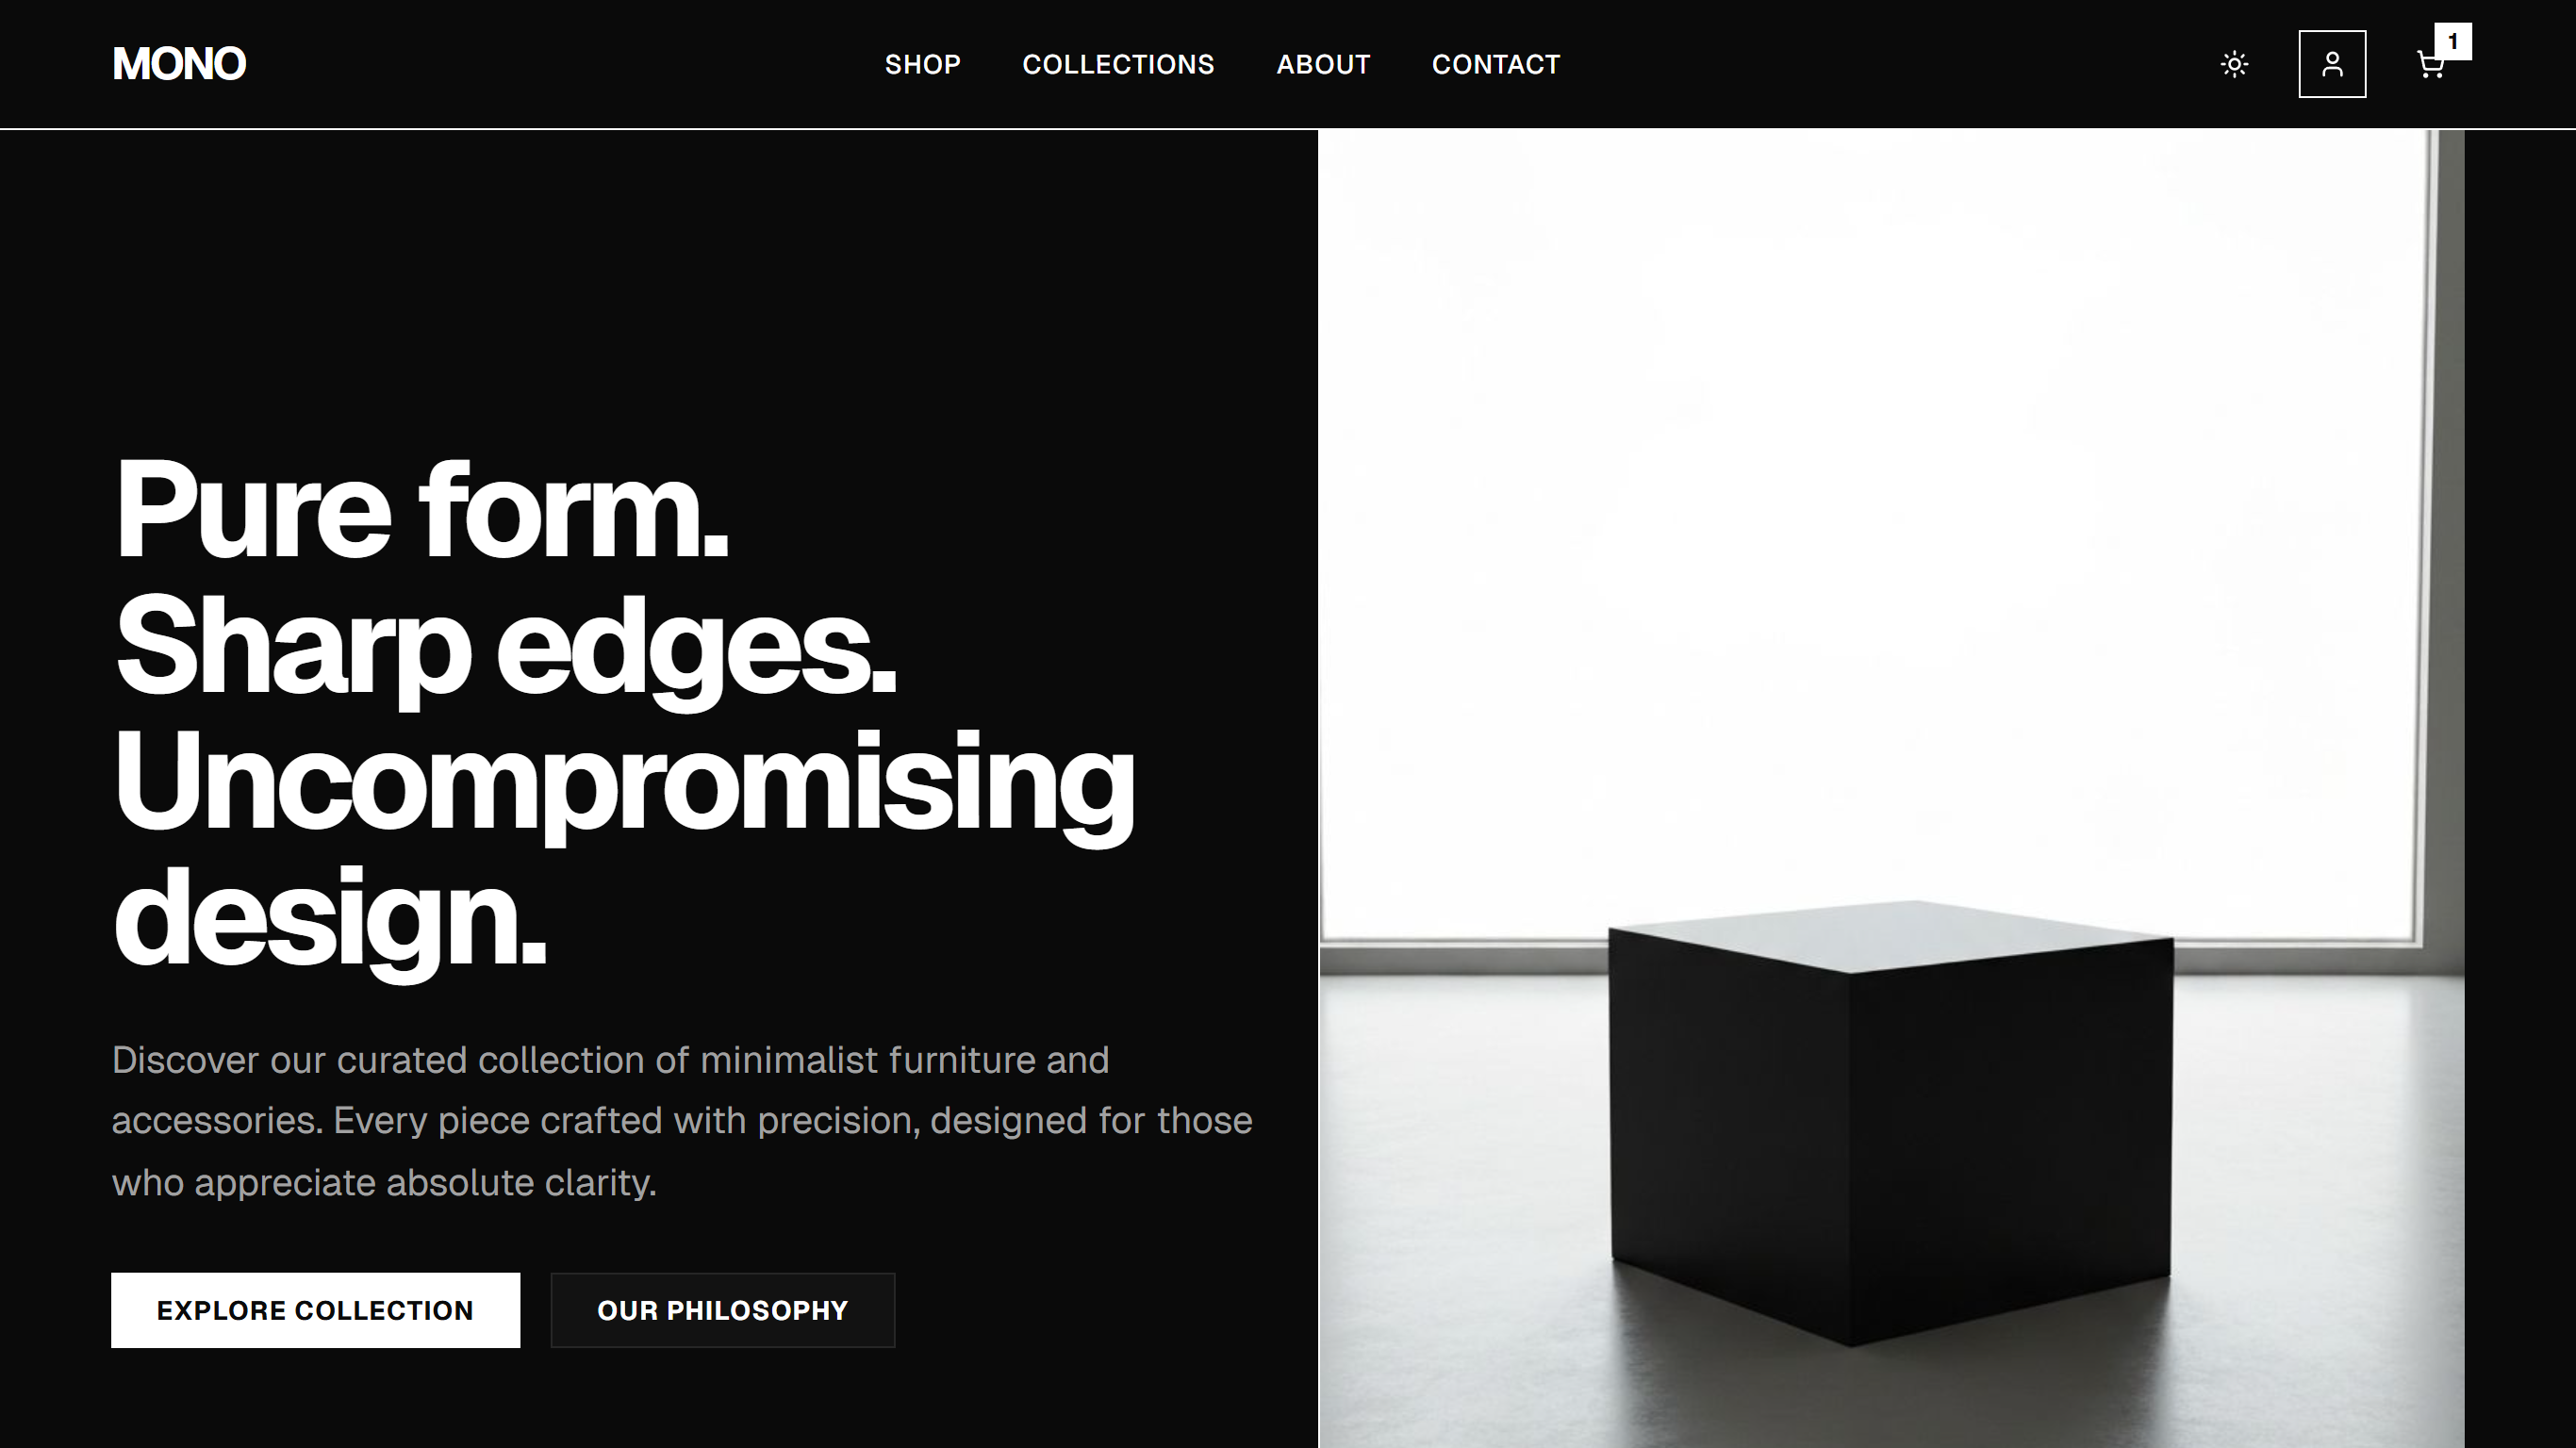 MONO
SHOP COLLECTIONS ABOUT CONTACT
1
Pure form.
Sharp edges.
Uncompromising
design.
Discover our curated collection of minimalist furniture and
accessories. Every piece crafted with precision, designed for those
who appreciate absolute clarity.
EXPLORE COLLECTION
OUR PHILOSOPHY